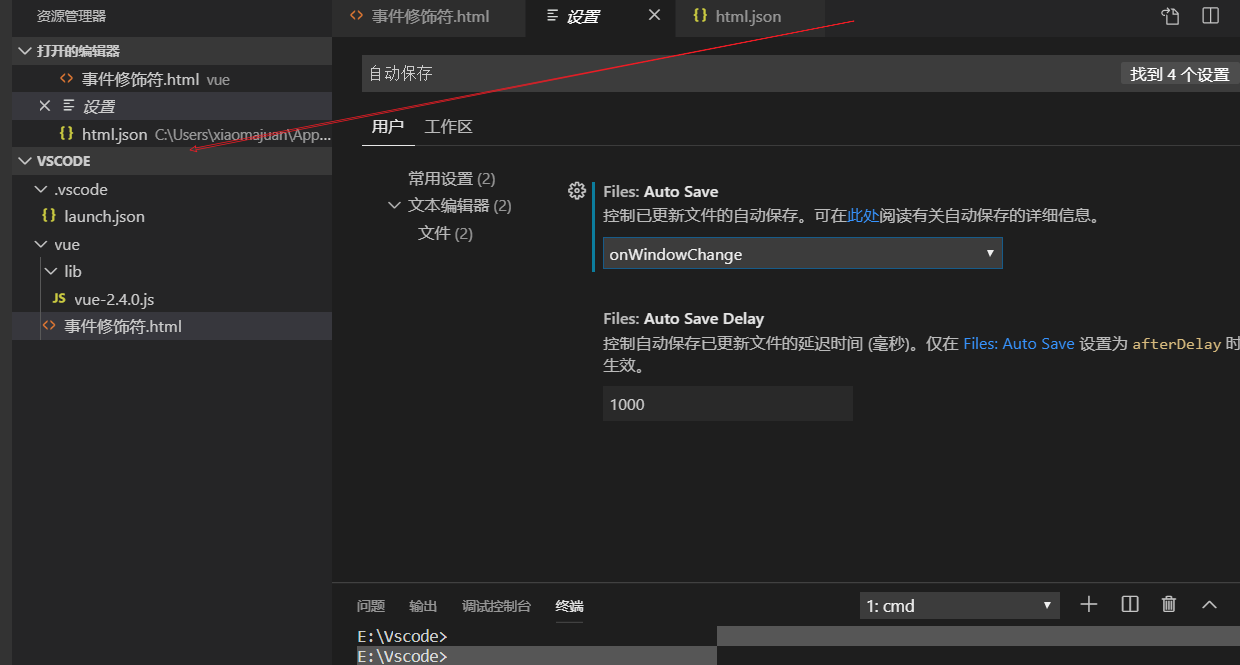 资源管理器
打开的编辑器
事件修饰符.html vue
设置
html.json C:\Users\xiaomajuan\App...
VSCODE
.vscode
launch.json
vue
lib
JS vue-2.4.0.js
事件修饰符.html
事件修饰符.html
设置
html.json
自动保存
找到 4 个设置
用户 工作区
常用设置 (2)
文本编辑器 (2)
文件 (2)
Files: Auto Save
控制已更新文件的自动保存。可在此处阅读有关自动保存的详细信息。
onWindowChange
Files: Auto Save Delay
控制自动保存已更新文件的延迟时间 (毫秒)。仅在 Files: Auto Save 设置为 afterDelay 时
生效。
1000
问题 输出 调试控制台 终端
1: cmd
E:\Vscode>
E:\Vscode>